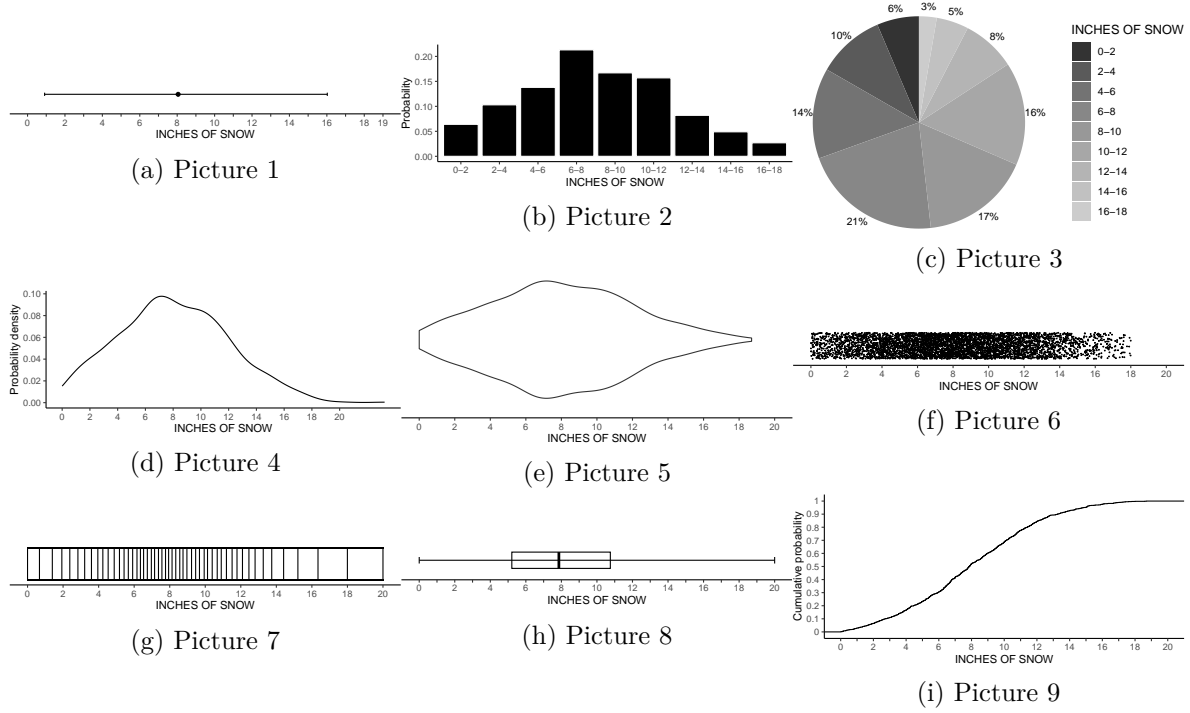 0 2 4 6 8 10 12 14 16 18 19
INCHES OF SNOW
(a) Picture 1
Probability
0.20
0.15
0.10
0.05
0.00
0–2 2–4 4–6 6–8 8–10 10–12 12–14 14–16 16–18
INCHES OF SNOW
(b) Picture 2
6%
3%
5%
8%
16%
17%
21%
14%
10%
INCHES OF SNOW
0–2
2–4
4–6
6–8
8–10
10–12
12–14
14–16
16–18
(c) Picture 3
Probability density
0.10
0.08
0.06
0.04
0.02
0.00
0 2 4 6 8 10 12 14 16 18 20
INCHES OF SNOW
(d) Picture 4
0 2 4 6 8 10 12 14 16 18 20
INCHES OF SNOW
(e) Picture 5
0 2 4 6 8 10 12 14 16 18 20
INCHES OF SNOW
(f) Picture 6
0 2 4 6 8 10 12 14 16 18 20
INCHES OF SNOW
(g) Picture 7
0 2 4 6 8 10 12 14 16 18 20
INCHES OF SNOW
(h) Picture 8
Cumulative probability
1
0.9
0.8
0.7
0.6
0.5
0.4
0.3
0.2
0.1
0
0 2 4 6 8 10 12 14 16 18 20
INCHES OF SNOW
(i) Picture 9